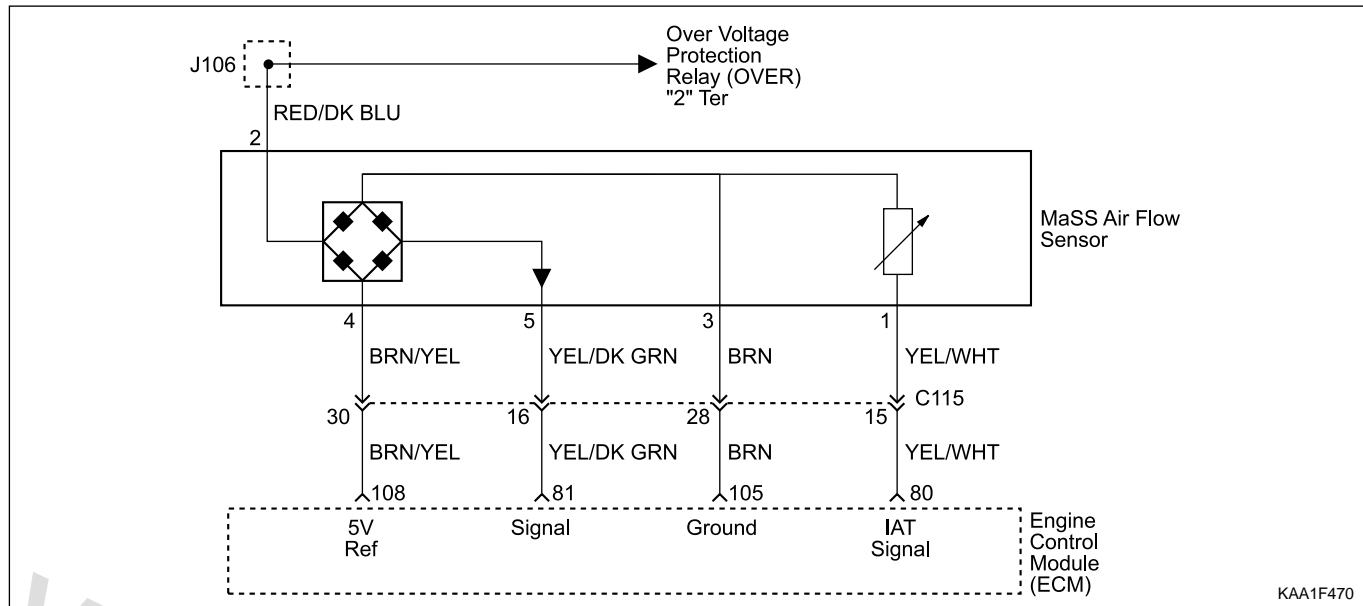 Over Voltage
Protection
Relay (OVER)
"2" Ter
J106
RED/DK BLU
2
MaSS Air Flow
Sensor
4 5 3 1
BRN/YEL YEL/DK GRN BRN YEL/WHT
C115
30 16 28 15
BRN/YEL YEL/DK GRN BRN YEL/WHT
108 81 105 80
5V
Ref
Signal
Ground
IAT
Signal
Engine
Control
Module
(ECM)
KAA1F470